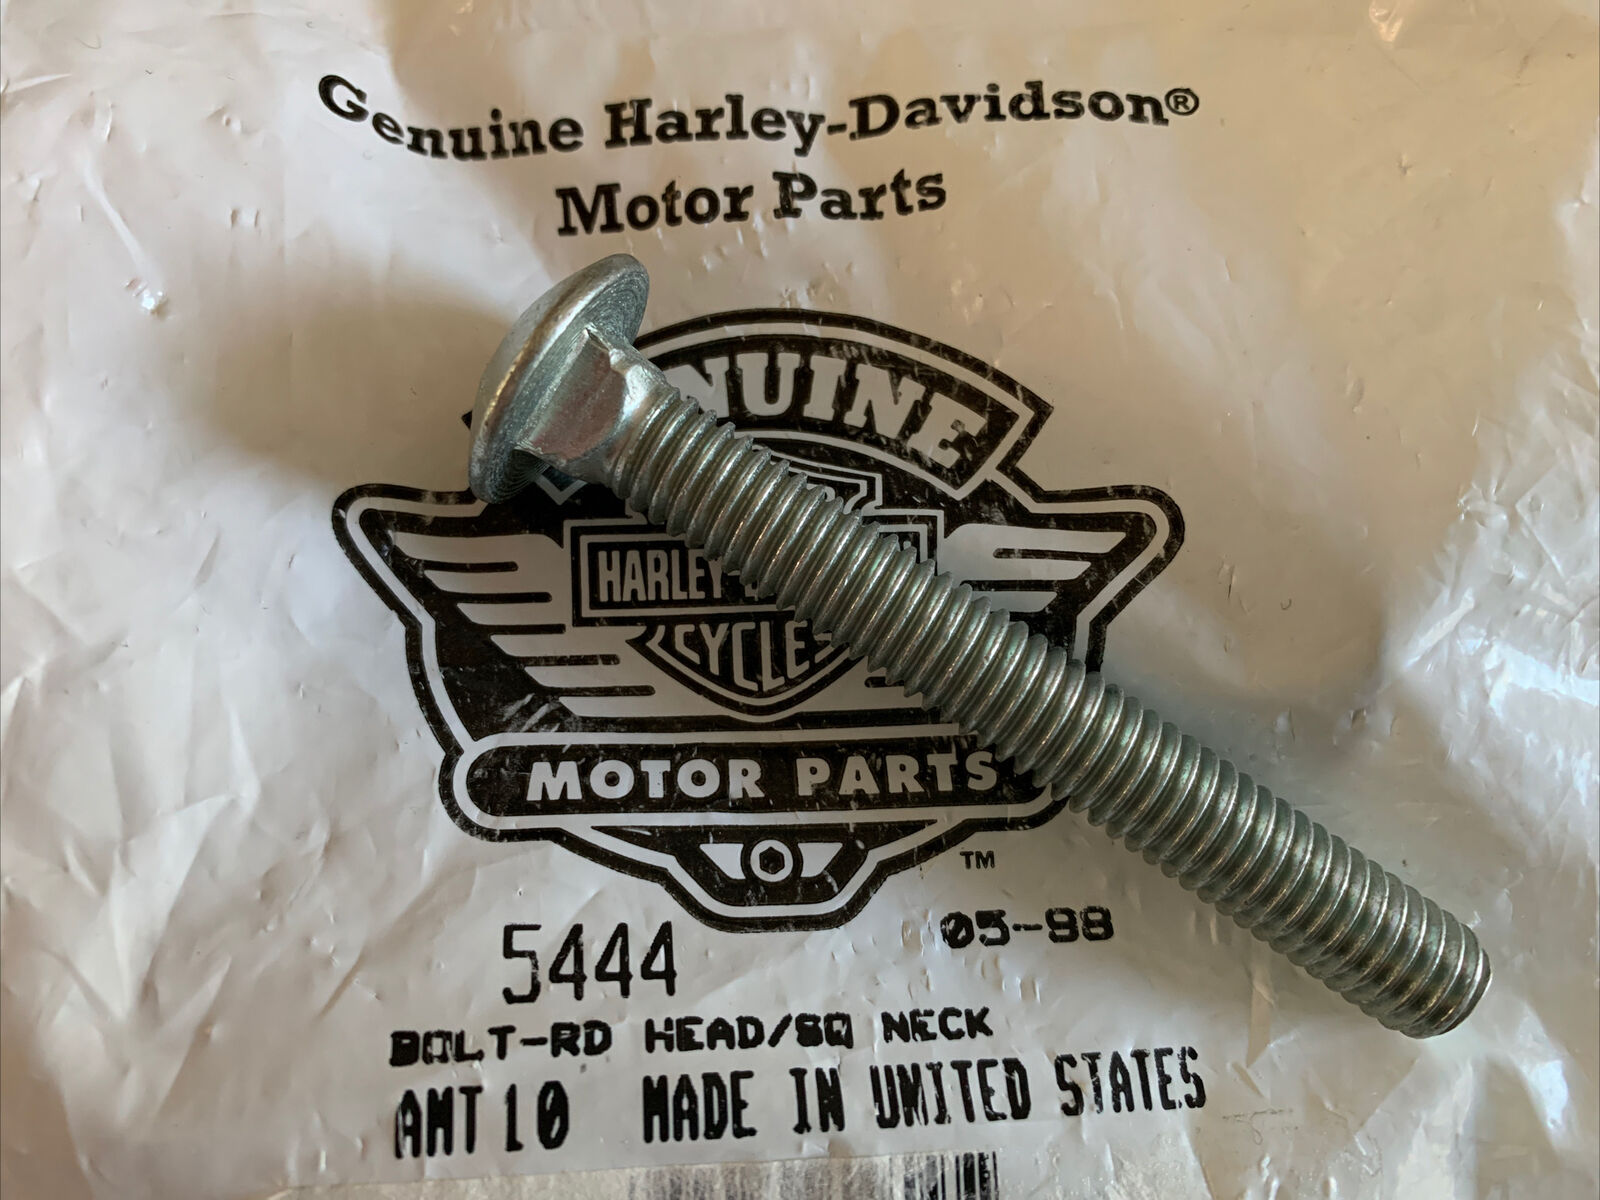 Genuine Harley-Davidson®
Motor Parts
NUINE
HARLEY-
CYCLES
MOTOR PARTS
TM
5444
05-98
BOLT-RD HEAD/SQ NECK
AMT 10 MADE IN UNITED STATES